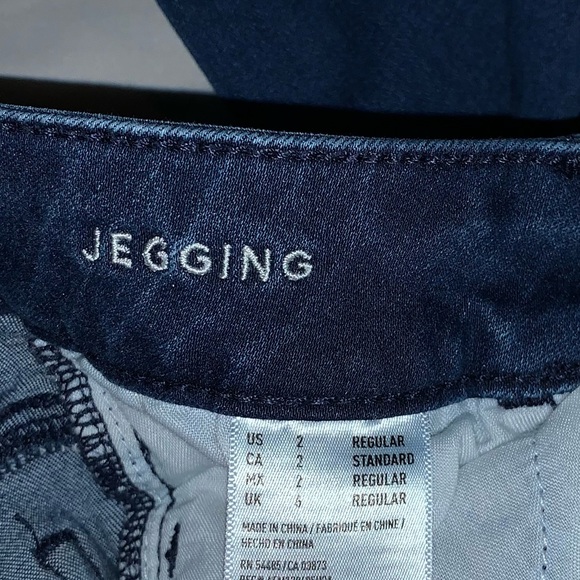 JEGGING
US 2 REGULAR
CA 2 STANDARD
MX 2 REGULAR
UK 6 REGULAR
MADE IN CHINA / FABRIQUÉ EN CHINE /
HECHO EN CHINA
RN 54485 / CA 03873